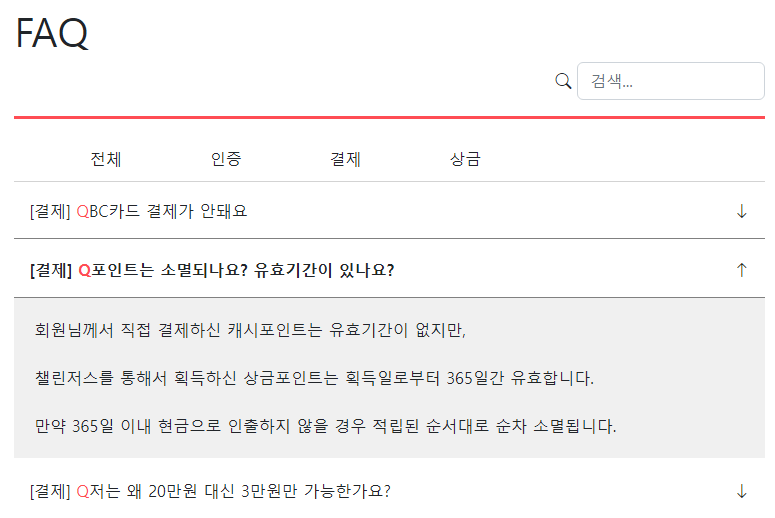 FAQ
검색...
전체 인증 결제 상금
[결제] QBC카드 결제가 안돼요
[결제] Q포인트는 소멸되나요? 유효기간이 있나요?
회원님께서 직접 결제하신 캐시포인트는 유효기간이 없지만,
챌린저스를 통해서 획득하신 상금포인트는 획득일로부터 365일간 유효합니다.
만약 365일 이내 현금으로 인출하지 않을 경우 적립된 순서대로 순차 소멸됩니다.
[결제] Q저는 왜 20만원 대신 3만원만 가능한가요?